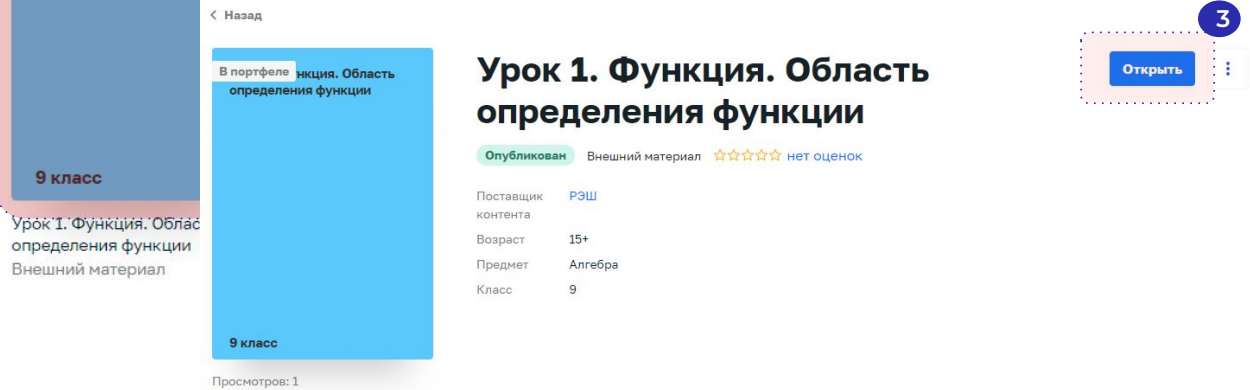 9 класс
Урок 1. Функция. Облас
определения функции
Внешний материал
Назад
В портфеле
нкция. Область
определения функции
9 класс
Просмотров: 1
Урок 1. Функция. Область
определения функции
Опубликован Внешний материал нет оценок
Поставщик контента РЭШ
Возраст 15+
Предмет Алгебра
Класс 9
Открыть
3